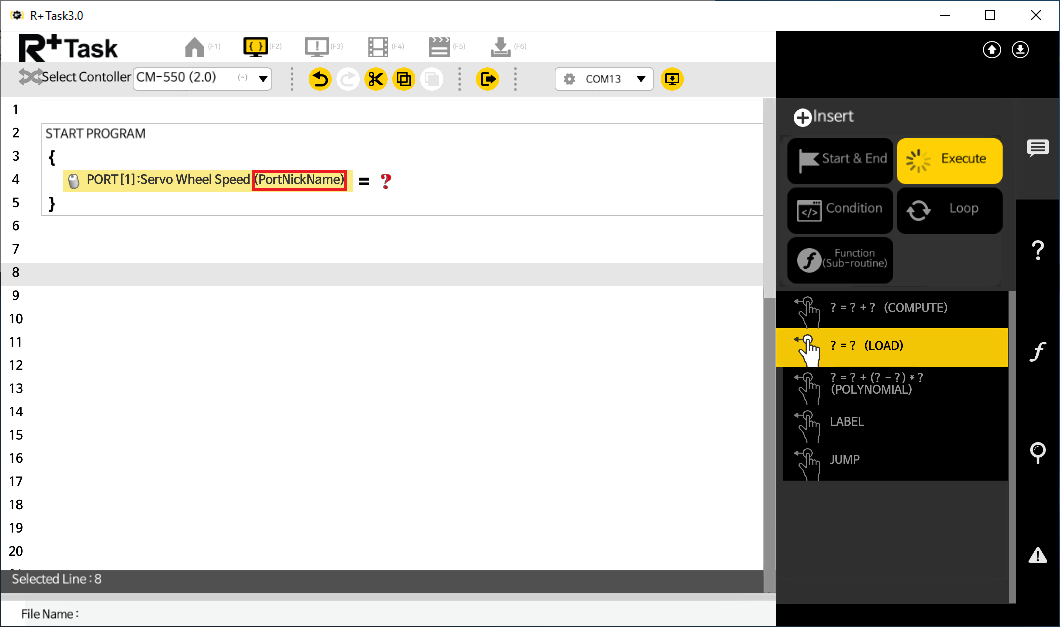 R+ Task3.0
R+Task
(F1)
(F2)
(F3)
(F4)
(F5)
(F6)
Select Contoller CM-550 (2.0) (~)
COM13
1
2 START PROGRAM
3 {
4 PORT[1]:Servo Wheel Speed (PortNickName) = ?
5 }
6
7
8
9
10
11
12
13
14
15
16
17
18
19
20
Selected Line : 8
File Name :
Insert
Start & End
Execute
Condition
Loop
Function
(Sub-routine)
? = ? + ? (COMPUTE)
? = ? (LOAD)
? = ? + (? - ?) * ?
(POLYNOMIAL)
LABEL
JUMP